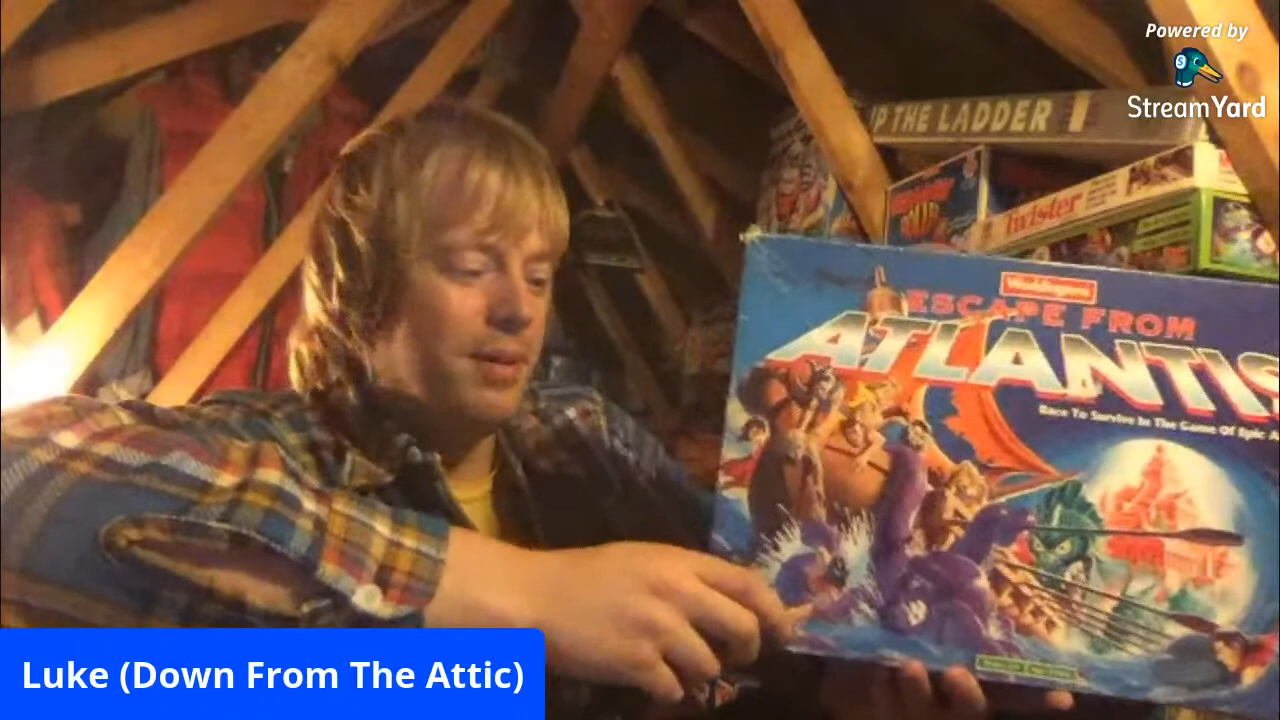 Powered by
StreamYard
UP THE LADDER
Twister
Waddingtons
ESCAPE FROM
ATLANTIS
Race To Survive In The Game Of Epic A
Luke (Down From The Attic)